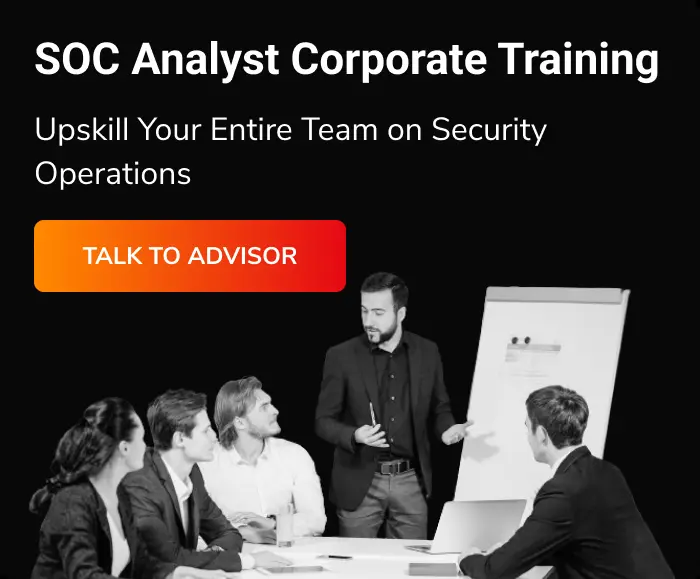 SOC Analyst Corporate Training
Upskill Your Entire Team on Security
Operations
TALK TO ADVISOR